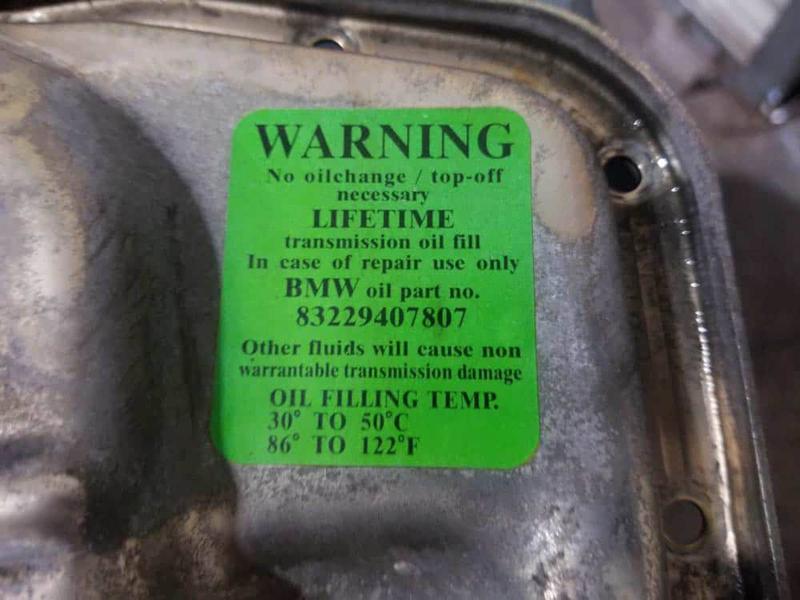 WARNING
No oilchange / top-off
necessary
LIFETIME
transmission oil fill
In case of repair use only
BMW oil part no.
83229407807
Other fluids will cause non
warrantable transmission damage
OIL FILLING TEMP.
30° TO 50°C
86° TO 122°F